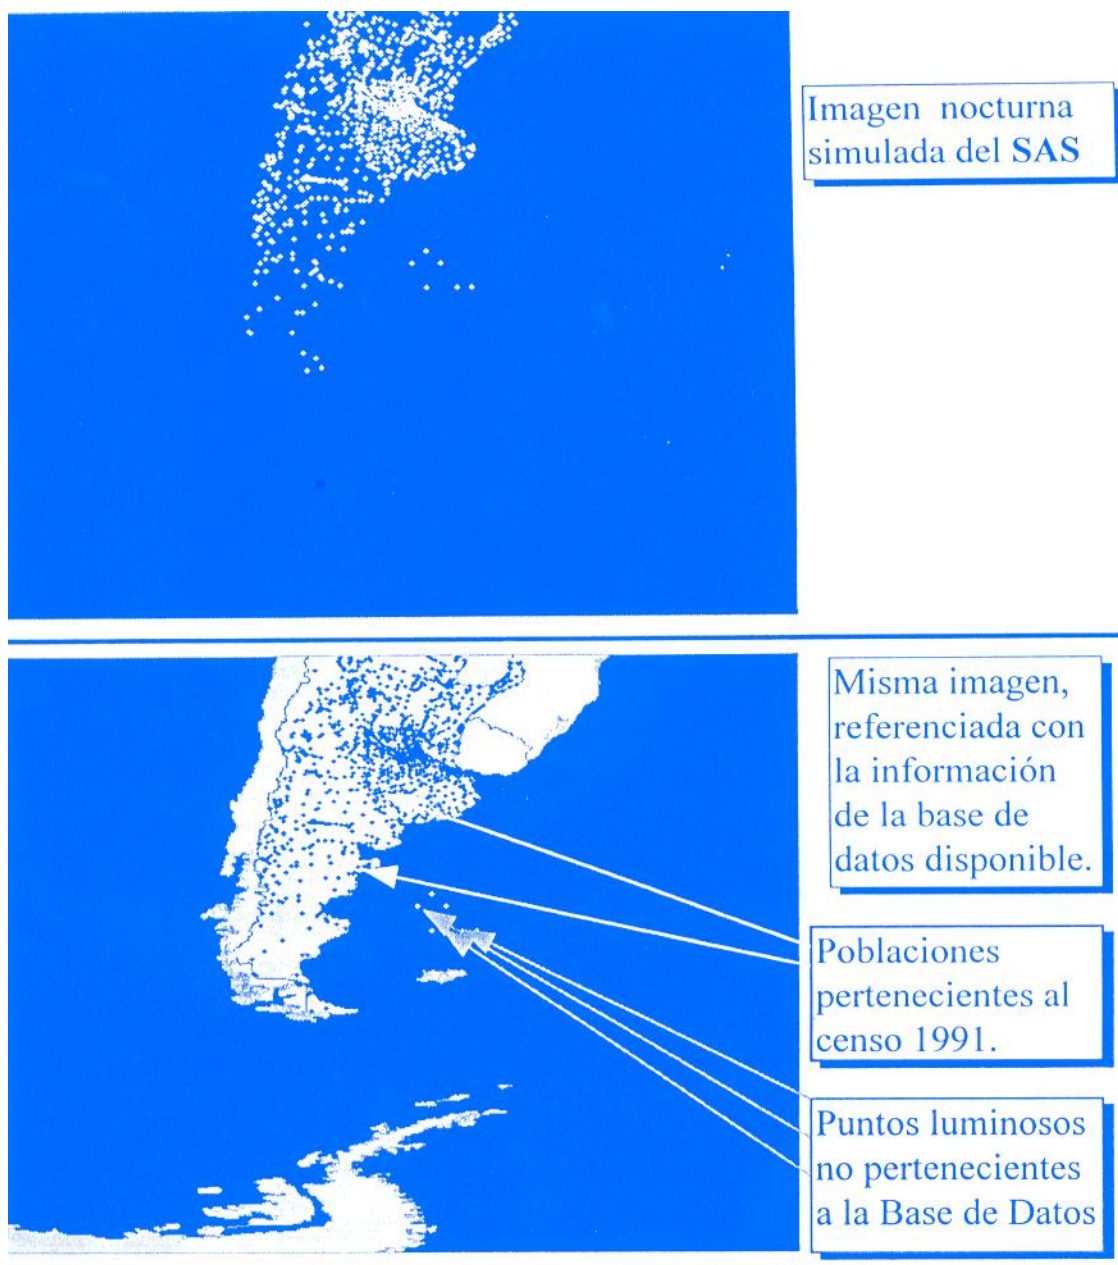 Imagen nocturna
simulada del SAS
Misma imagen,
referenciada con
la información
de la base de
datos disponible.
Poblaciones
pertenecientes al
censo 1991.
Puntos luminosos
no pertenecientes
a la Base de Datos